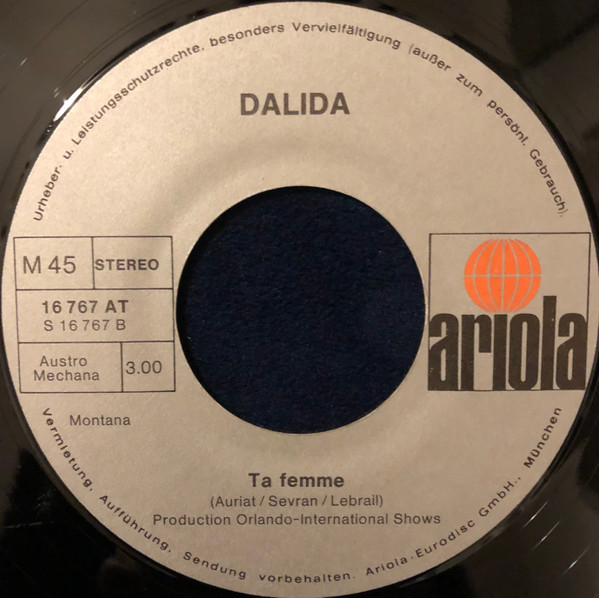 Urheber. u. Leistungsschutzrechte, besonders Vervielfältigung (außer zum persönl. Gebrauch).
DALIDA
M 45
STEREO
16 767 AT
S 16 767 B
Austro
Mechana
3.00
ariola
Montana
Ta femme
(Auriat / Sevran / Lebrail)
Production Orlando-International Shows
Vermietung, Aufführung, Sendung vorbehalten. Ariola-Eurodisc GmbH., München